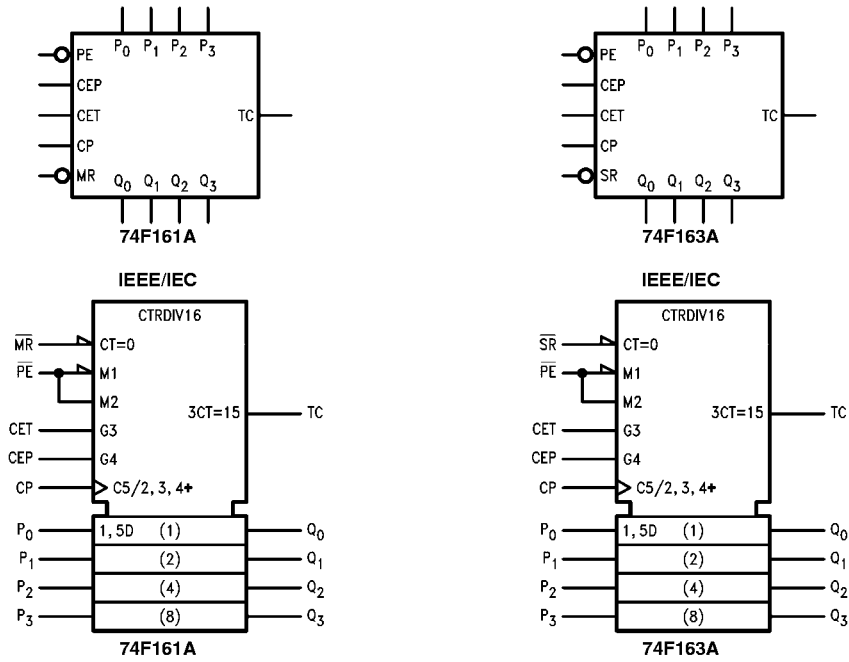 P0 P1 P2 P3
PE
CEP
CET
TC
CP
MR
Q0 Q1 Q2 Q3
74F161A
P0 P1 P2 P3
PE
CEP
CET
TC
CP
SR
Q0 Q1 Q2 Q3
74F163A
IEEE/IEC
CTRDIV16
MR CT=0
PE M1
M2
3CT=15 TC
CET G3
CEP G4
CP C5/2,3,4+
P0 1,5D (1) Q0
P1 (2) Q1
P2 (4) Q2
P3 (8) Q3
74F161A
IEEE/IEC
CTRDIV16
SR CT=0
PE M1
M2
3CT=15 TC
CET G3
CEP G4
CP C5/2,3,4+
P0 1,5D (1) Q0
P1 (2) Q1
P2 (4) Q2
P3 (8) Q3
74F163A